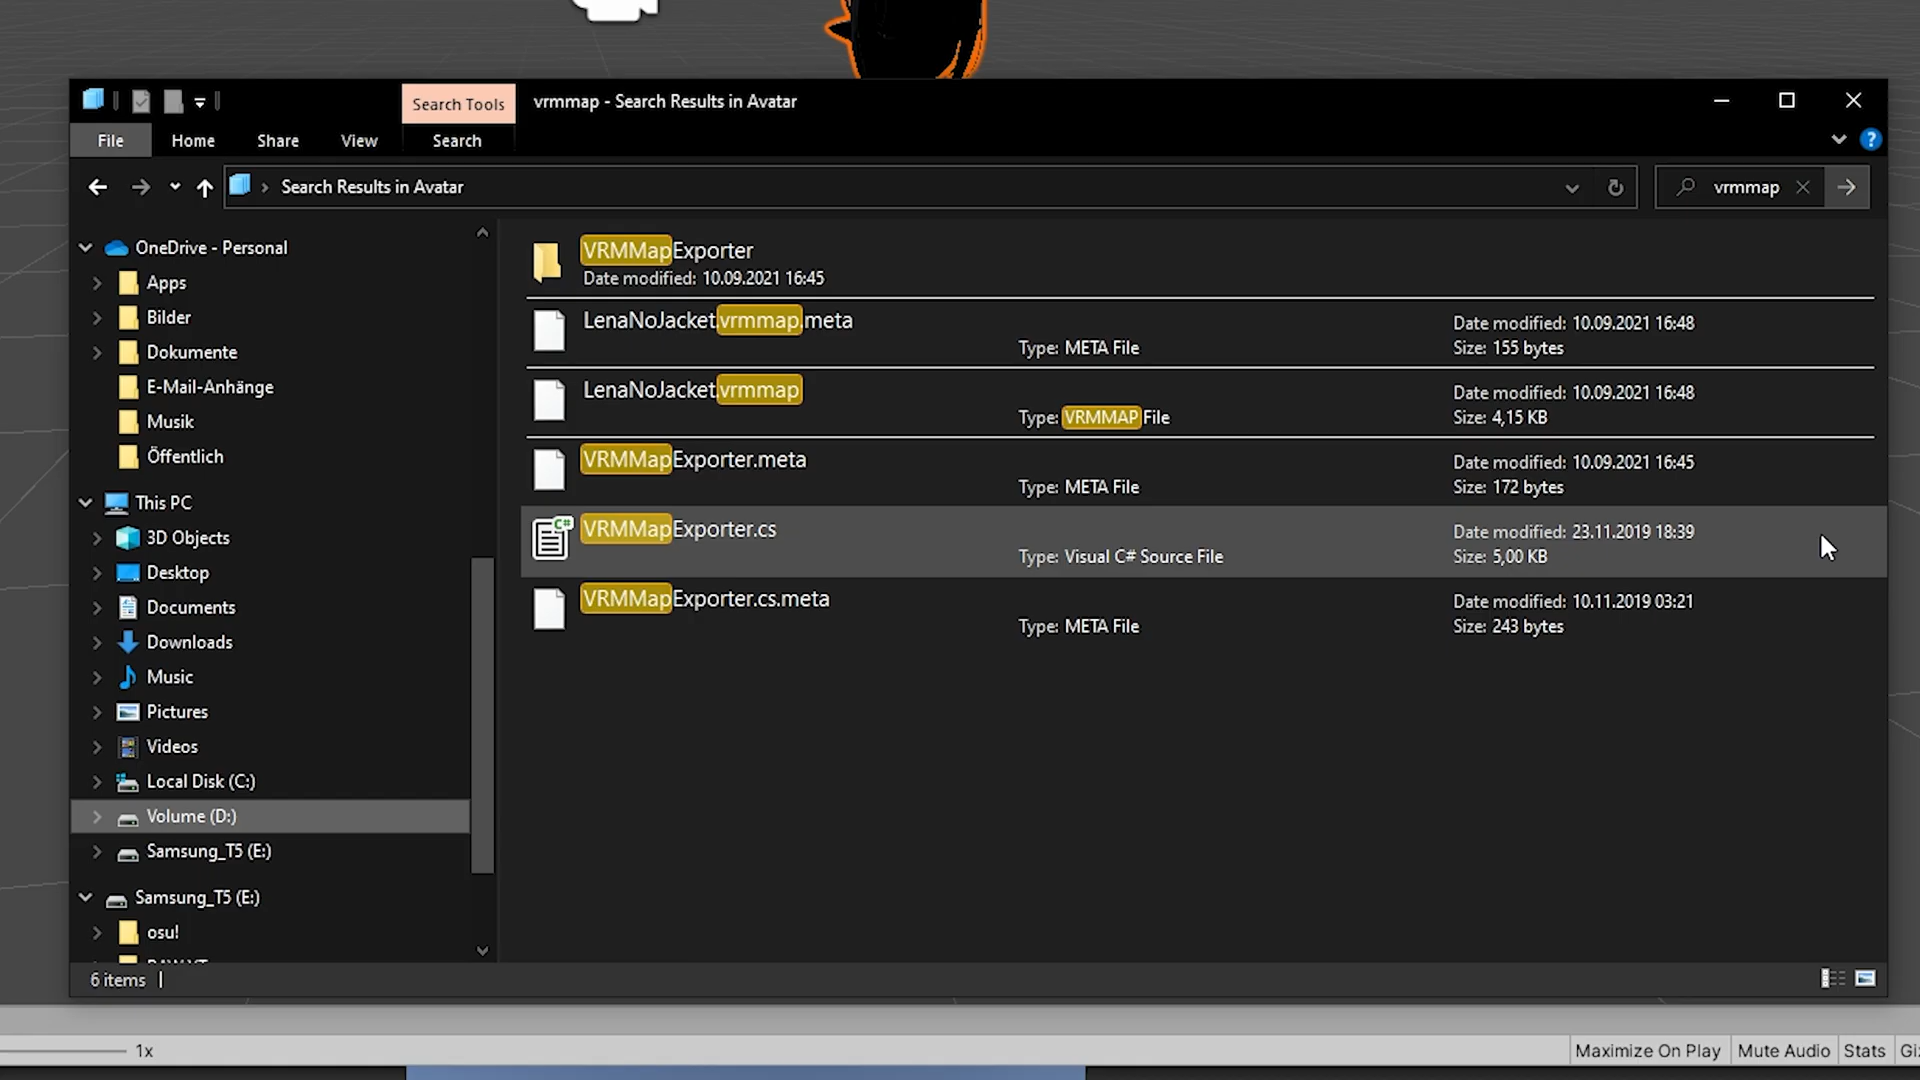 Search Tools
vrmmap - Search Results in Avatar
File
Home
Share
View
Search
?
Search Results in Avatar
vrmmap
OneDrive - Personal
Apps
Bilder
Dokumente
E-Mail-Anhänge
Musik
Öffentlich
This PC
3D Objects
Desktop
Documents
Downloads
Music
Pictures
Videos
Local Disk (C:)
Volume (D:)
Samsung_T5 (E:)
Samsung_T5 (E:)
osu!
VRMMapExporter
Date modified: 10.09.2021 16:45
LenaNoJacket.vrmmap.meta
Type: META File
Date modified: 10.09.2021 16:48
Size: 155 bytes
LenaNoJacket.vrmmap
Type: VRMMAP File
Date modified: 10.09.2021 16:48
Size: 4,15 KB
VRMMapExporter.meta
Type: META File
Date modified: 10.09.2021 16:45
Size: 172 bytes
C#
VRMMapExporter.cs
Type: Visual C# Source File
Date modified: 23.11.2019 18:39
Size: 5,00 KB
VRMMapExporter.cs.meta
Type: META File
Date modified: 10.11.2019 03:21
Size: 243 bytes
6 items
1x
Maximize On Play
Mute Audio
Stats
Gi